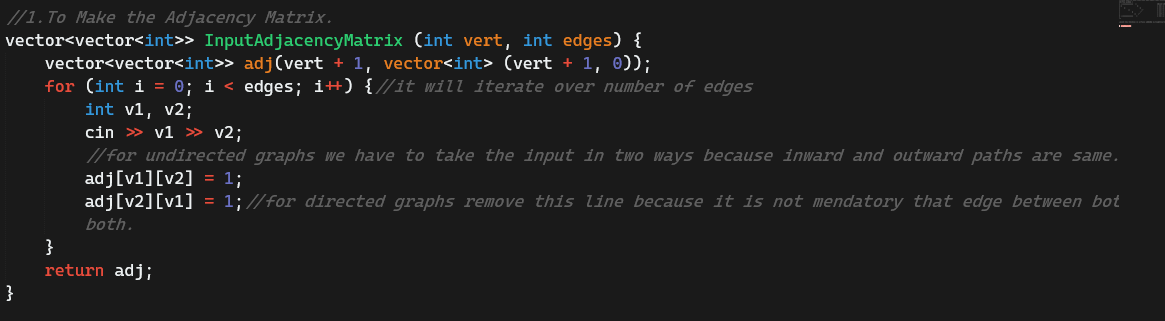 //1.To Make the Adjacency Matrix.
vector<vector<int>> InputAdjacencyMatrix (int vert, int edges) {
    vector<vector<int>> adj(vert + 1, vector<int> (vert + 1, 0));
    for (int i = 0; i < edges; i++) {//it will iterate over number of edges
        int v1, v2;
        cin >> v1 >> v2;
        //for undirected graphs we have to take the input in two ways because inward and outward paths are same.
        adj[v1][v2] = 1;
        adj[v2][v1] = 1;//for directed graphs remove this line because it is not mendatory that edge between bot
        both.
    }
    return adj;
}